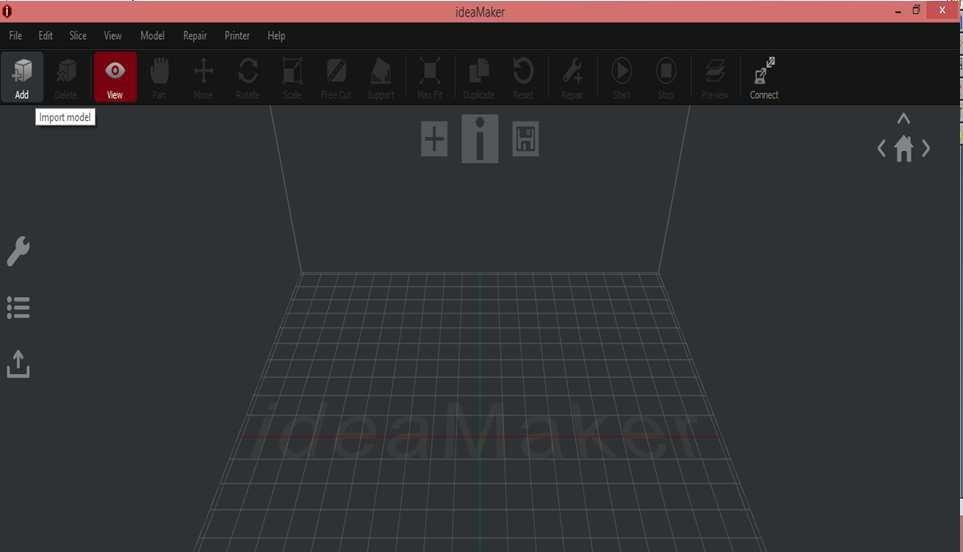 ideaMaker
File Edit Slice View Model Repair Printer Help
Add Delete View Pan Move Rotate Scale Free Cut Support Max Fit Duplicate Reset Repair Start Stop Preview Connect
Import model
ideaMaker